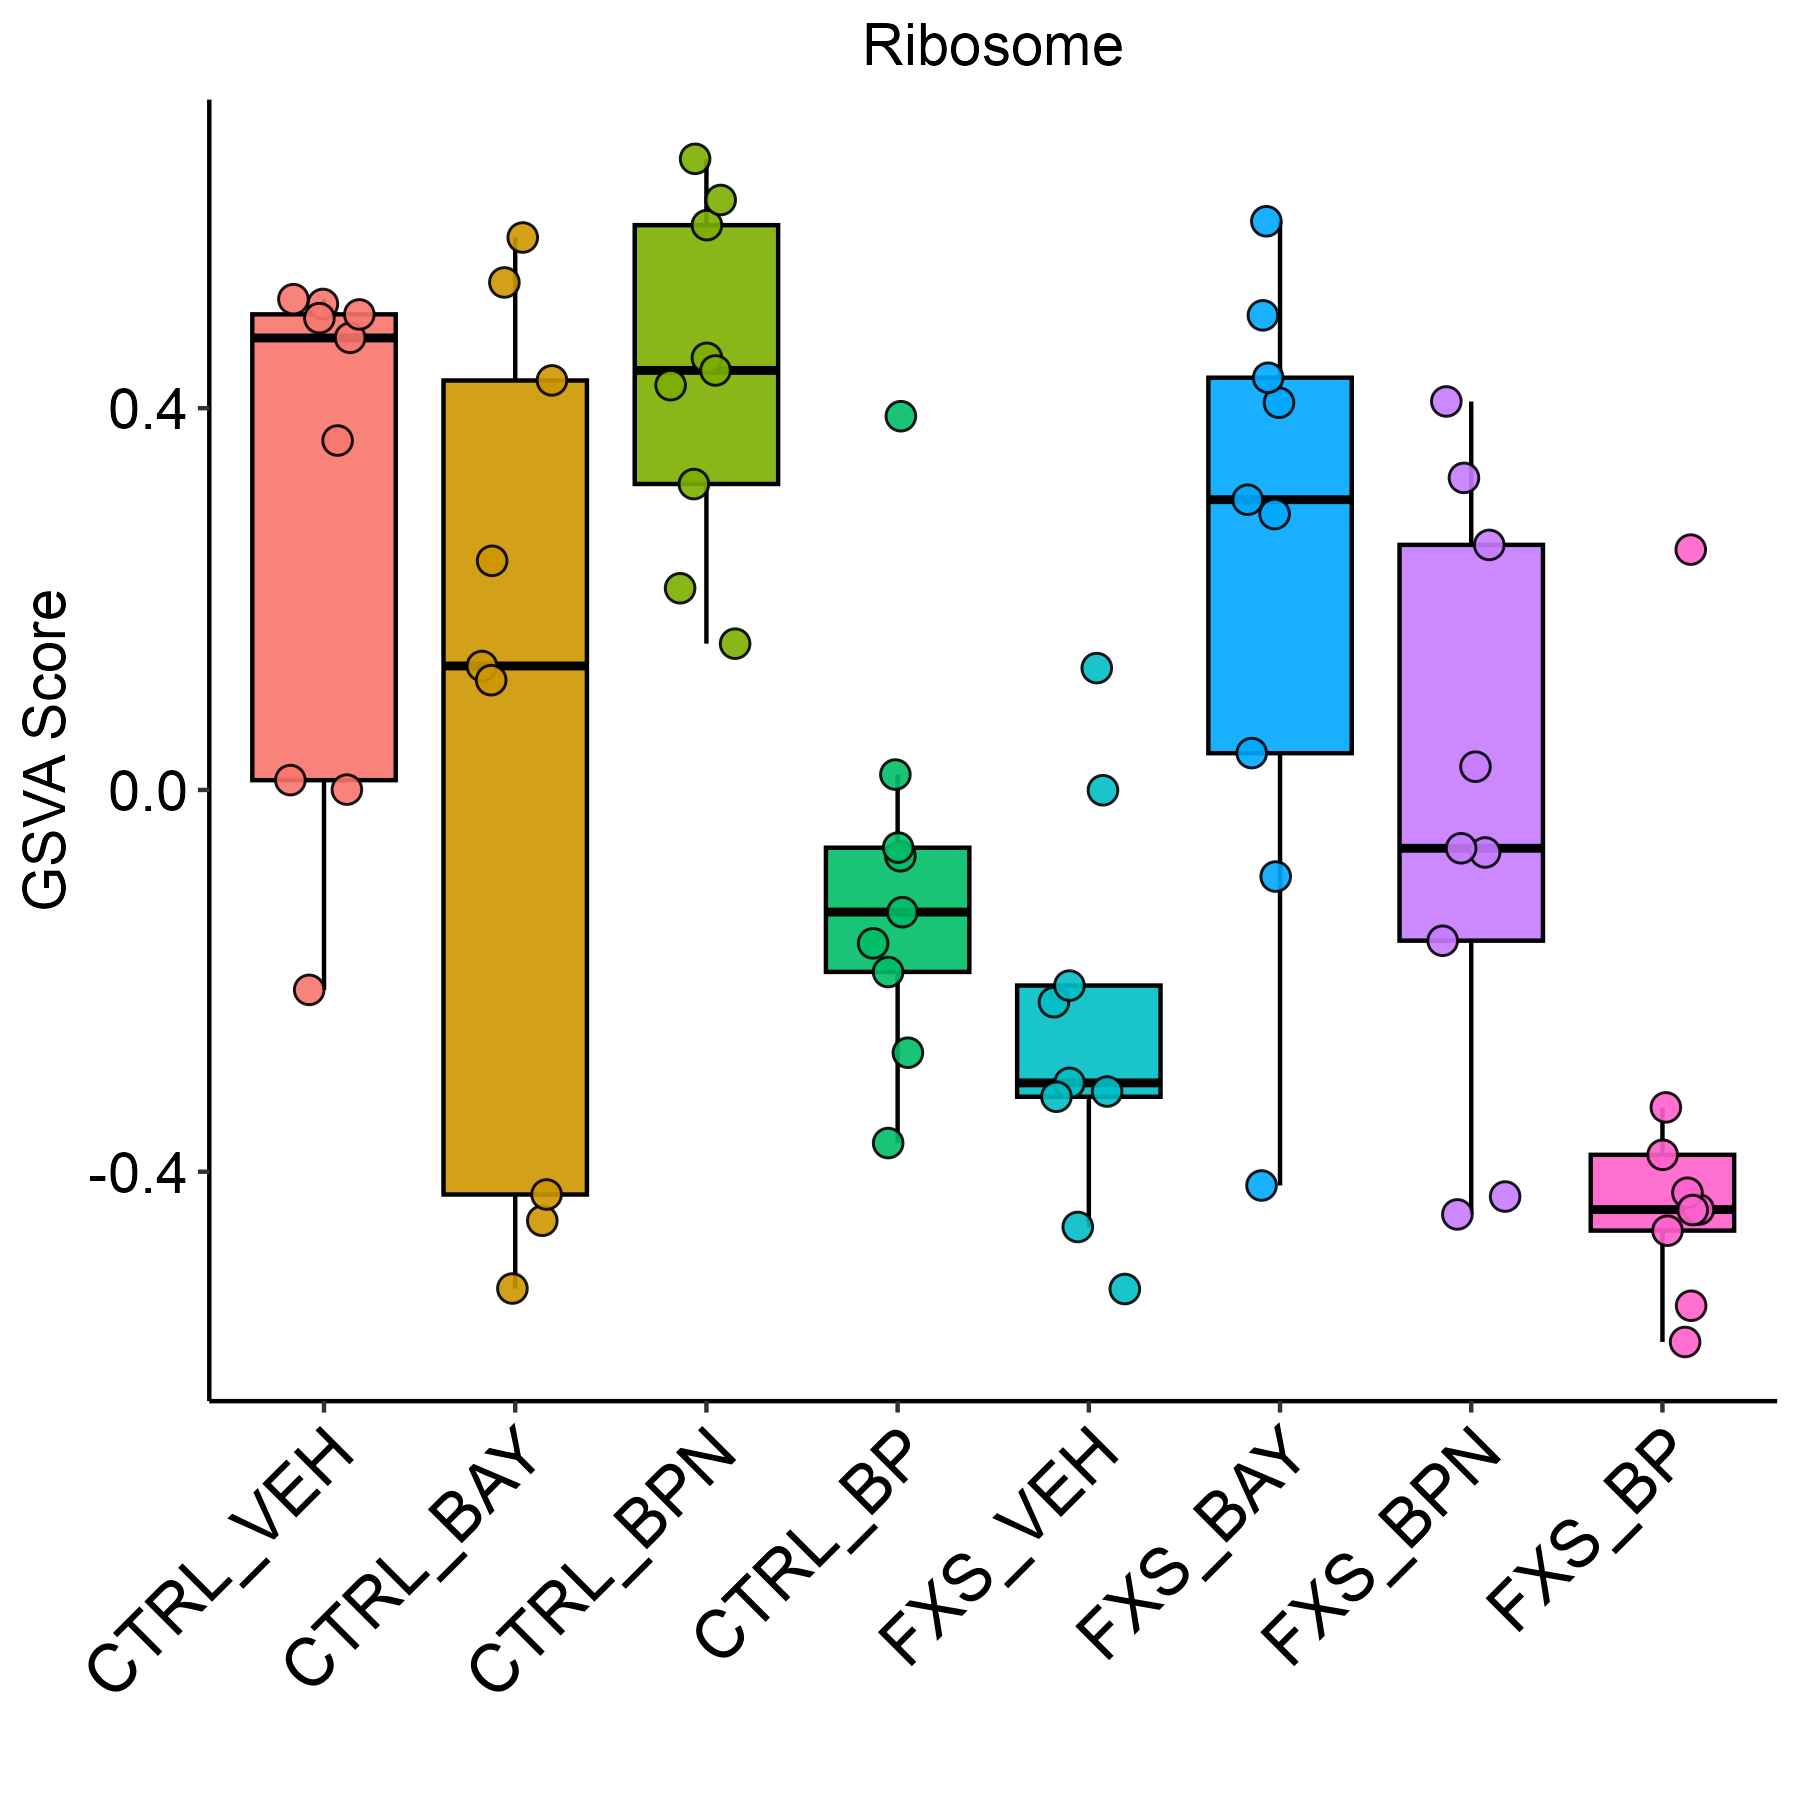 Ribosome
GSVA Score
0.4
0.0
-0.4
CTRL_VEH
CTRL_BAY
CTRL_BPN
CTRL_BP
FXS_VEH
FXS_BAY
FXS_BPN
FXS_BP